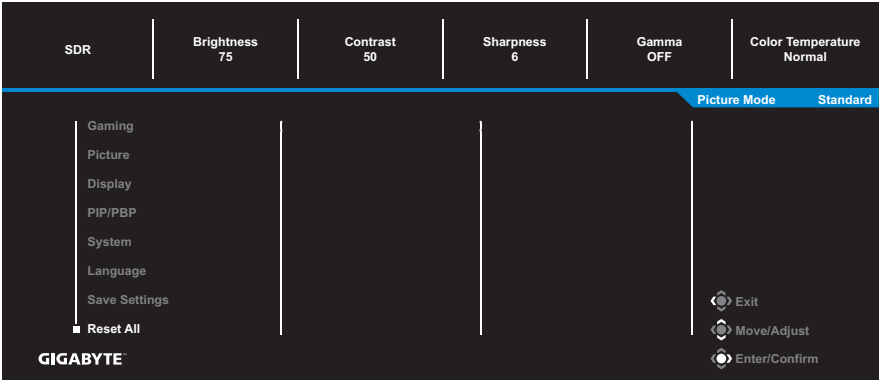 SDR
Brightness
75
Contrast
50
Sharpness
6
Gamma
OFF
Color Temperature
Normal
Picture Mode Standard
Gaming
Picture
Display
PIP/PBP
System
Language
Save Settings
Reset All
Exit
Move/Adjust
Enter/Confirm
GIGABYTE™